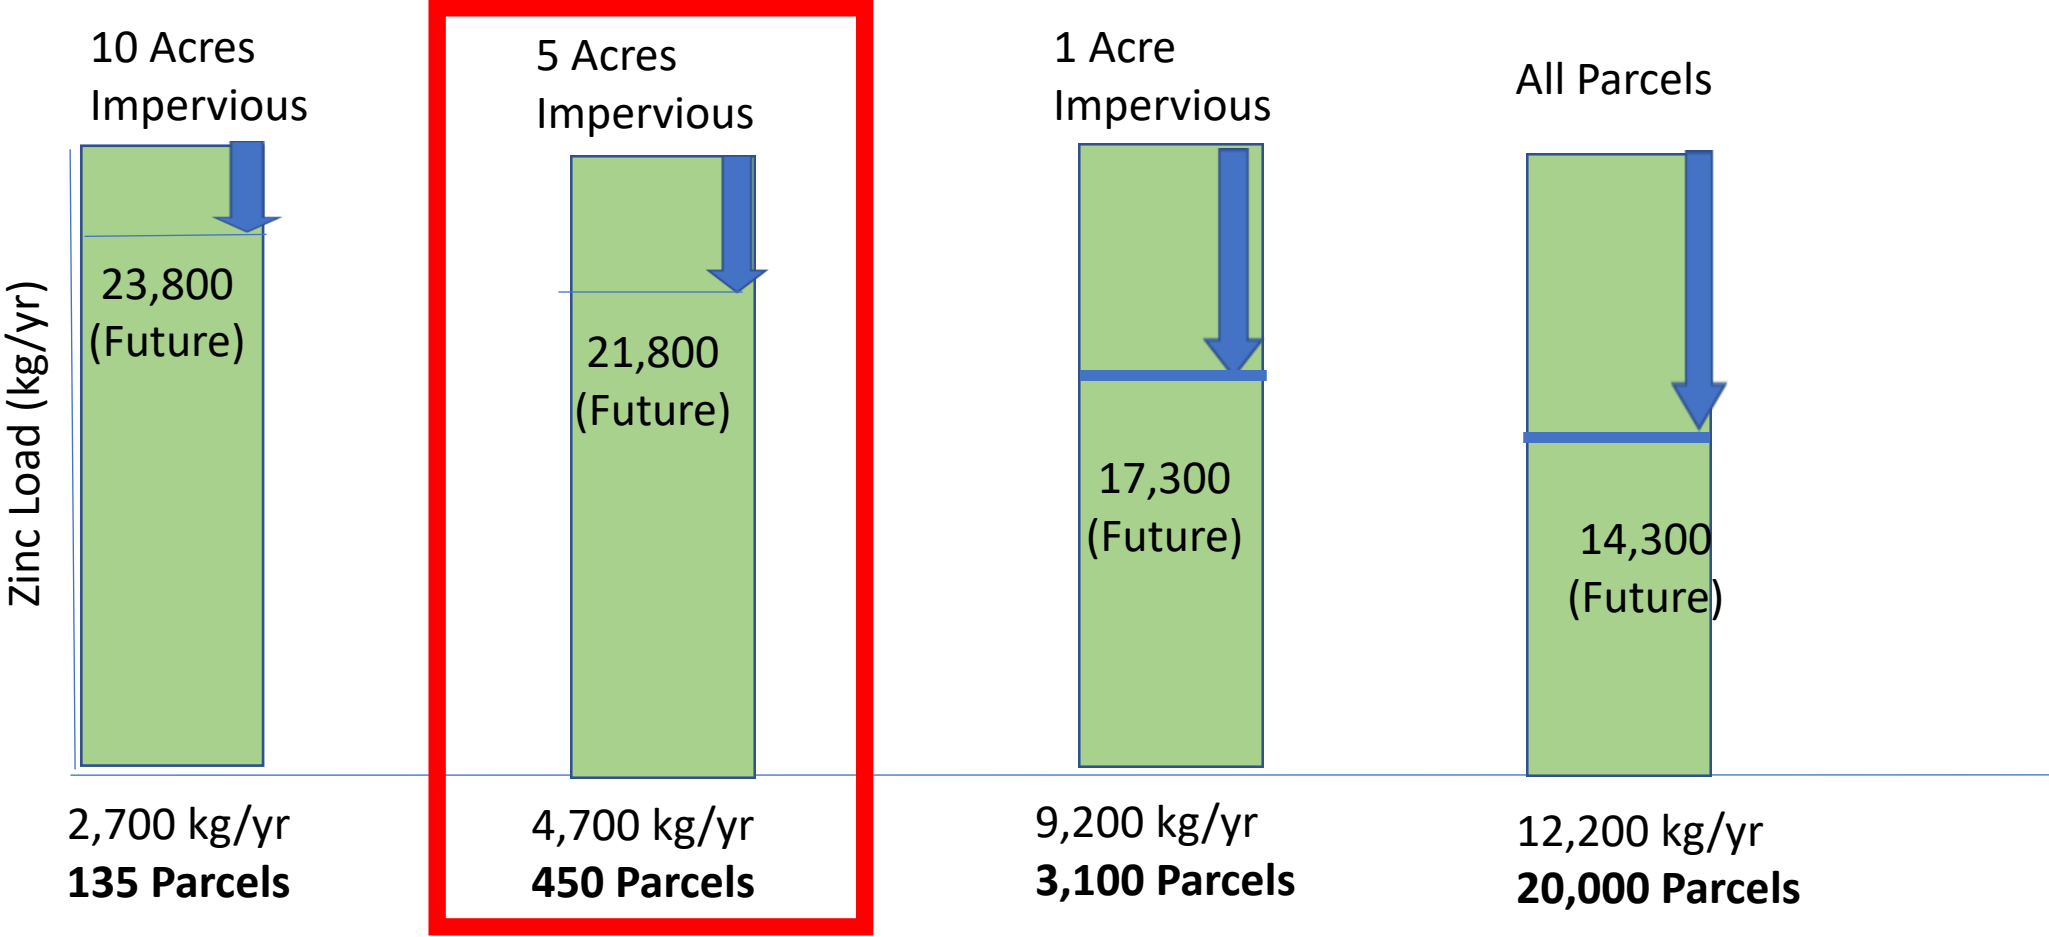 Zinc Load (kg/yr)
10 Acres
Impervious
23,800
(Future)
2,700 kg/yr
135 Parcels
5 Acres
Impervious
21,800
(Future)
4,700 kg/yr
450 Parcels
1 Acre
Impervious
17,300
(Future)
9,200 kg/yr
3,100 Parcels
All Parcels
14,300
(Future)
12,200 kg/yr
20,000 Parcels